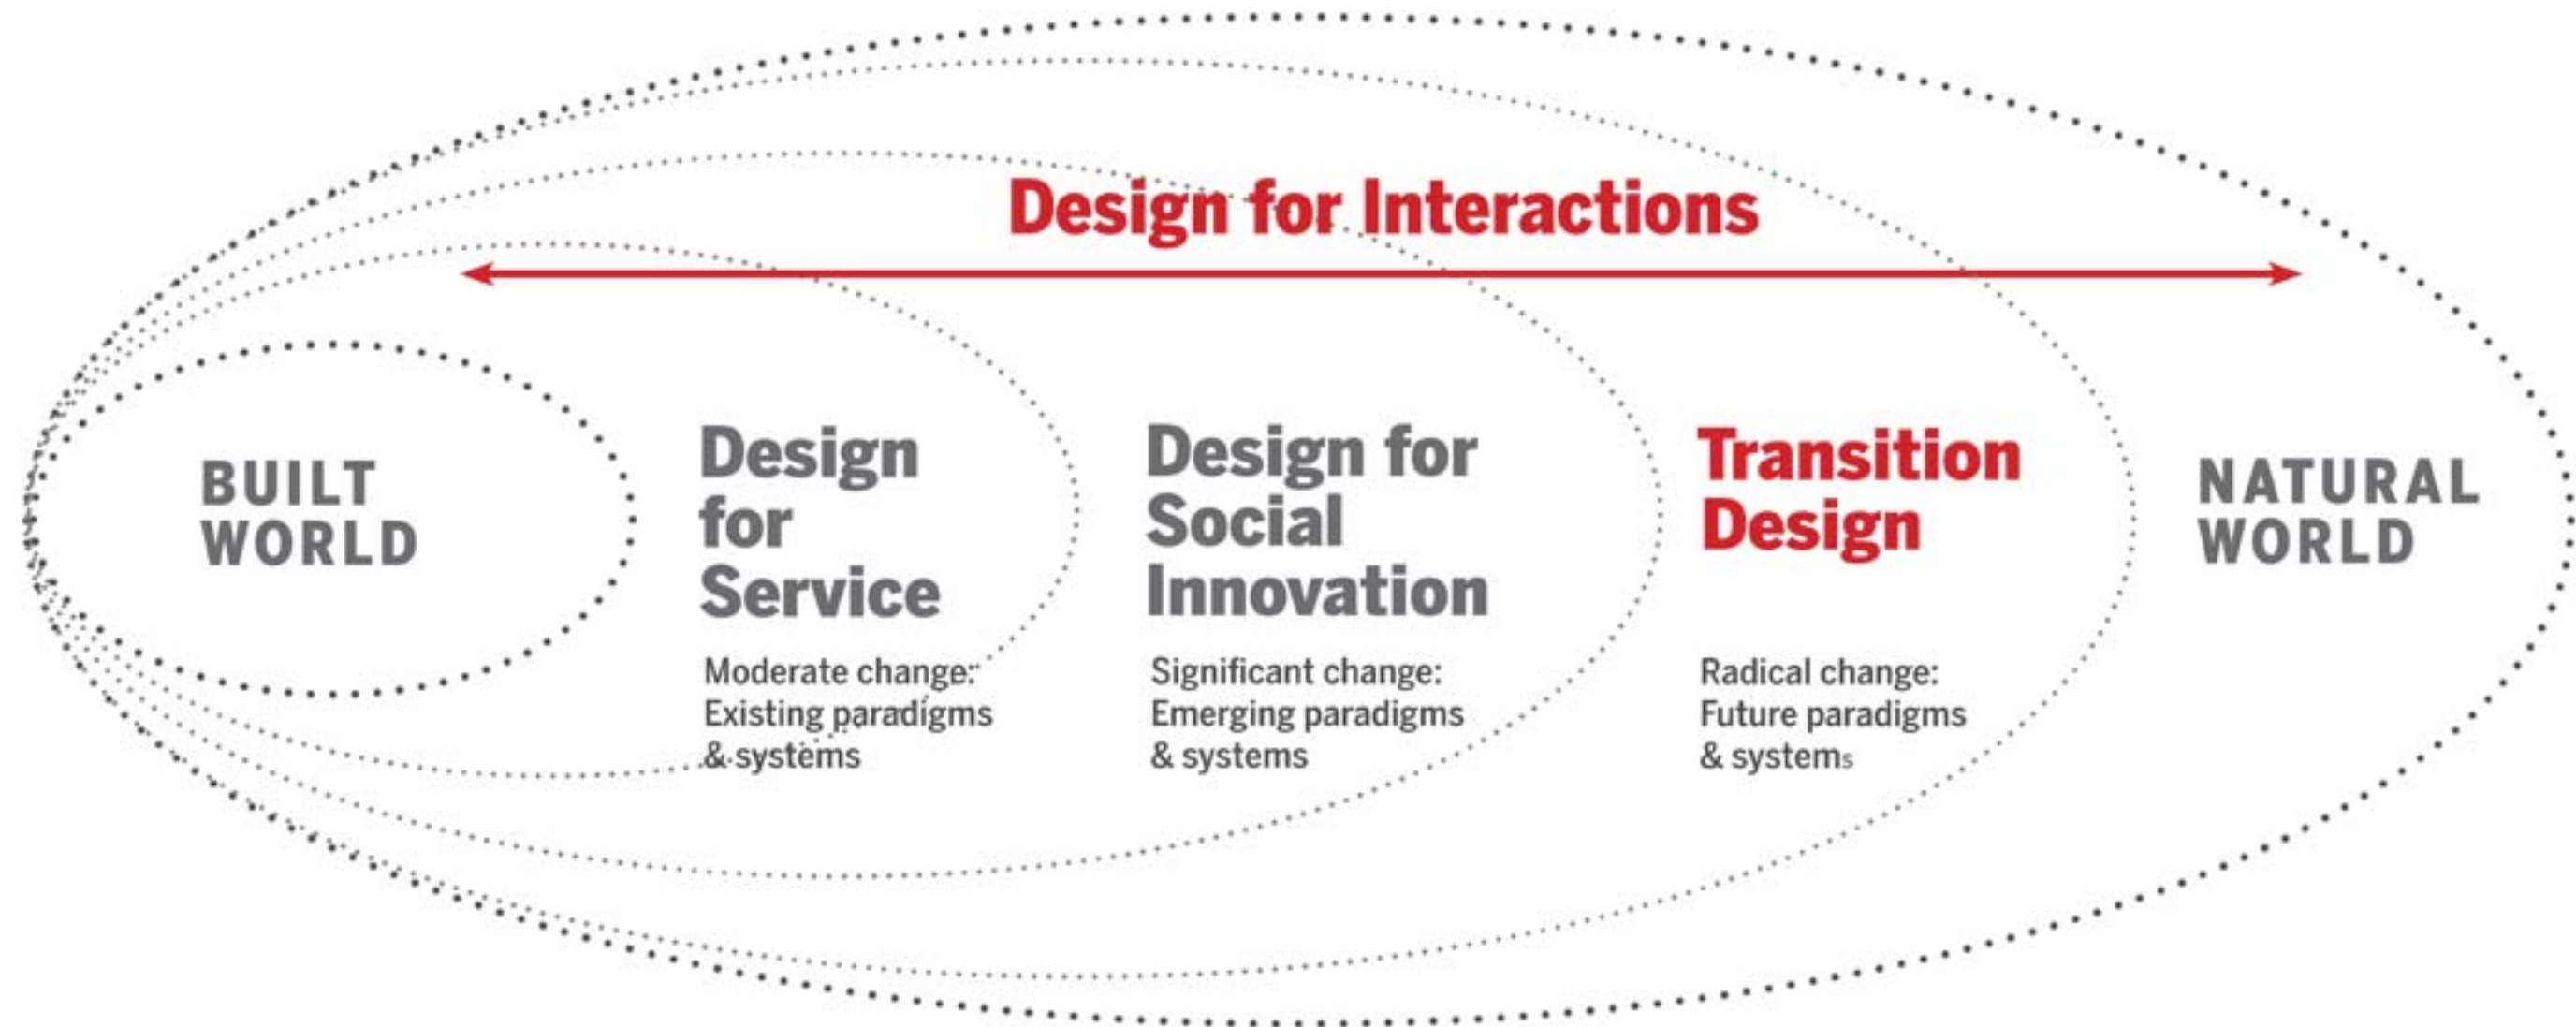 Design for Interactions
BUILT
WORLD
Design
for
Service
Moderate change:
Existing paradigms
& systems
Design for
Social
Innovation
Significant change:
Emerging paradigms
& systems
Transition
Design
Radical change:
Future paradigms
& systems
NATURAL
WORLD